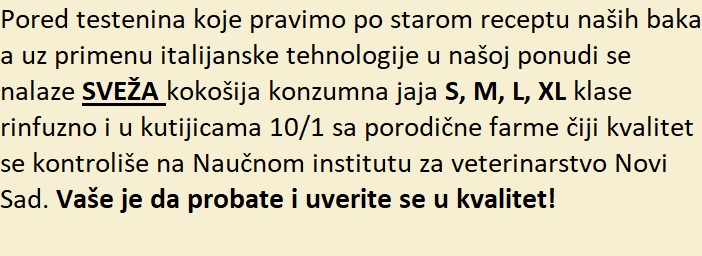 Pored testenina koje pravimo po starom receptu naših baka
a uz primenu italijanske tehnologije u našoj ponudi se
nalaze SVEŽA kokošija konzumna jaja S, M, L, XL klase
rinfuzno i u kutijicama 10/1 sa porodične farme čiji kvalitet
se kontroliše na Naučnom institutu za veterinarstvo Novi
Sad. Vaše je da probate i uverite se u kvalitet!